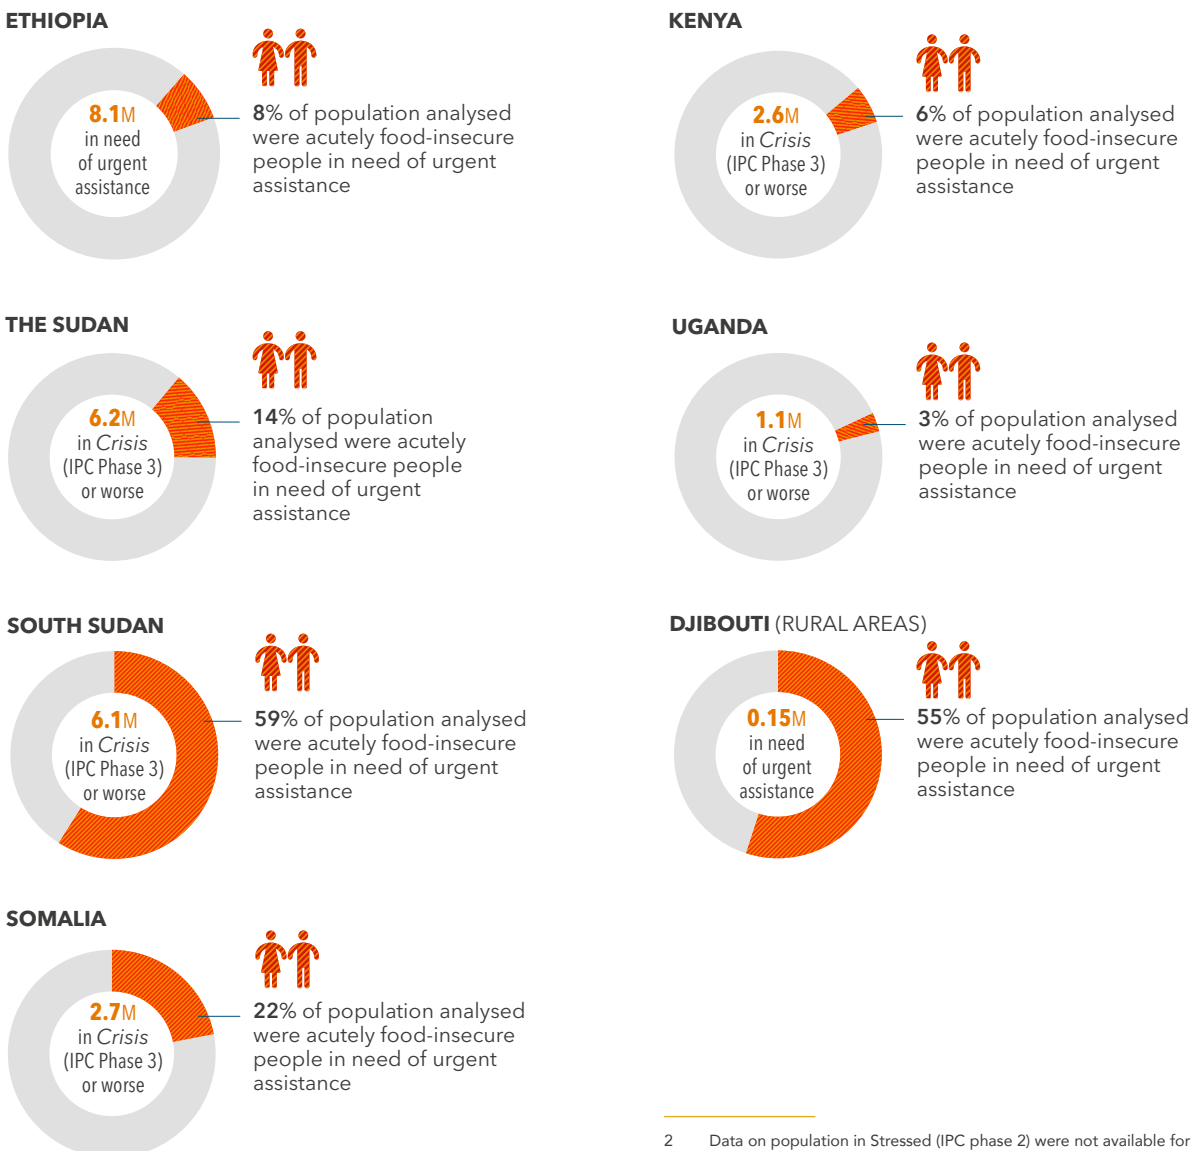 ETHIOPIA
8.1M
in need
of urgent
assistance
8% of population analysed
were acutely food-insecure
people in need of urgent
assistance
KENYA
2.6M
in Crisis
(IPC Phase 3)
or worse
6% of population analysed
were acutely food-insecure
people in need of urgent
assistance
THE SUDAN
6.2M
in Crisis
(IPC Phase 3)
or worse
14% of population
analysed were acutely
food-insecure people
in need of urgent
assistance
UGANDA
1.1M
in Crisis
(IPC Phase 3)
or worse
3% of population analysed
were acutely food-insecure
people in need of urgent
assistance
SOUTH SUDAN
6.1M
in Crisis
(IPC Phase 3)
or worse
59% of population analysed
were acutely food-insecure
people in need of urgent
assistance
DJIBOUTI (RURAL AREAS)
0.15M
in need
of urgent
assistance
55% of population analysed
were acutely food-insecure
people in need of urgent
assistance
SOMALIA
2.7M
in Crisis
(IPC Phase 3)
or worse
22% of population analysed
were acutely food-insecure
people in need of urgent
assistance
2 Data on population in Stressed (IPC phase 2) were not available for